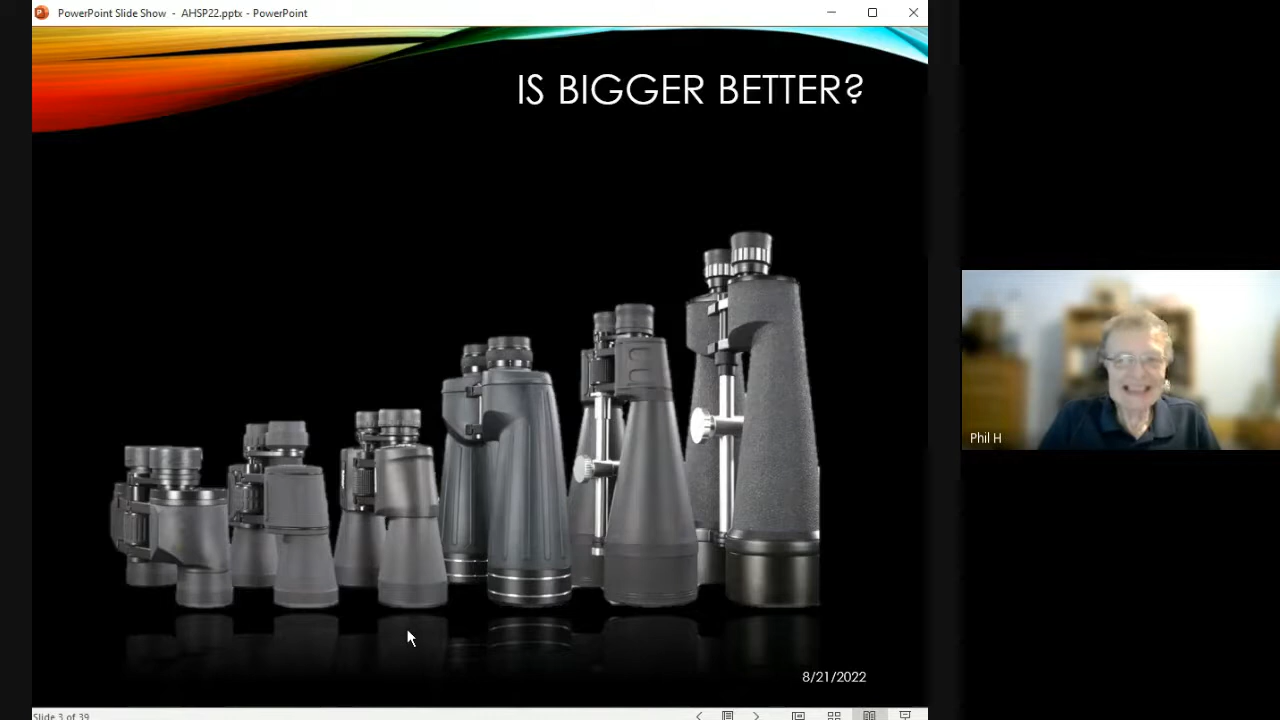 PowerPoint Slide Show - AHSP22.pptx - PowerPoint
IS BIGGER BETTER?
Phil H
8/21/2022
Slide 3 of 39